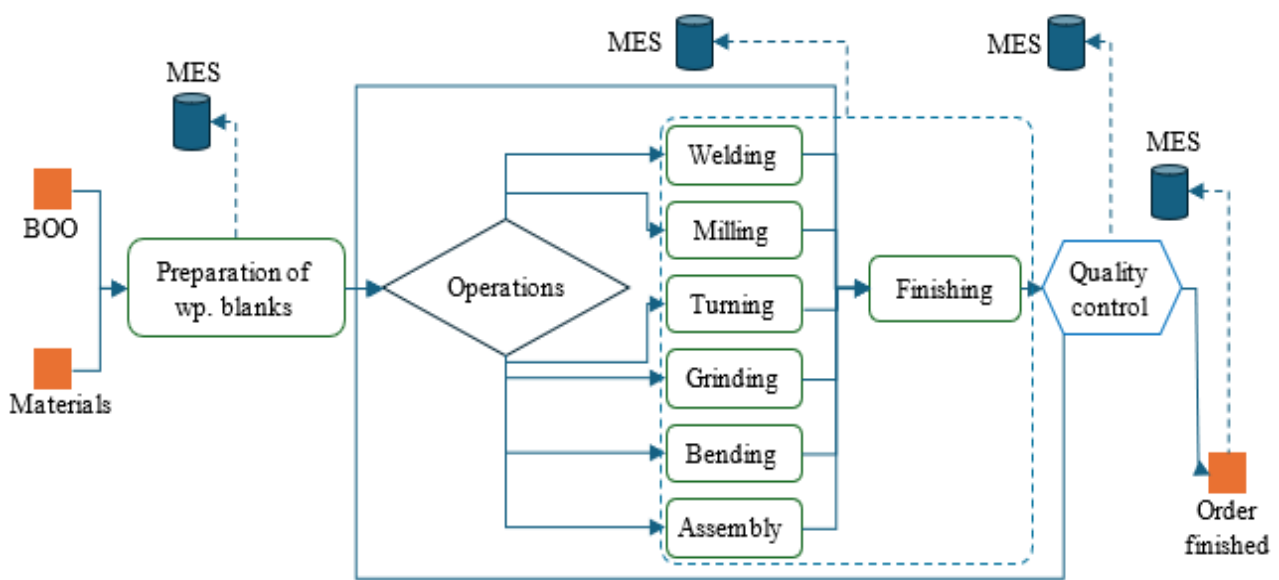 MES
BOO
Materials
Preparation of
wp. blanks
Operations
MES
Welding
Milling
Turning
Grinding
Bending
Assembly
Finishing
MES
Quality
control
MES
Order
finished